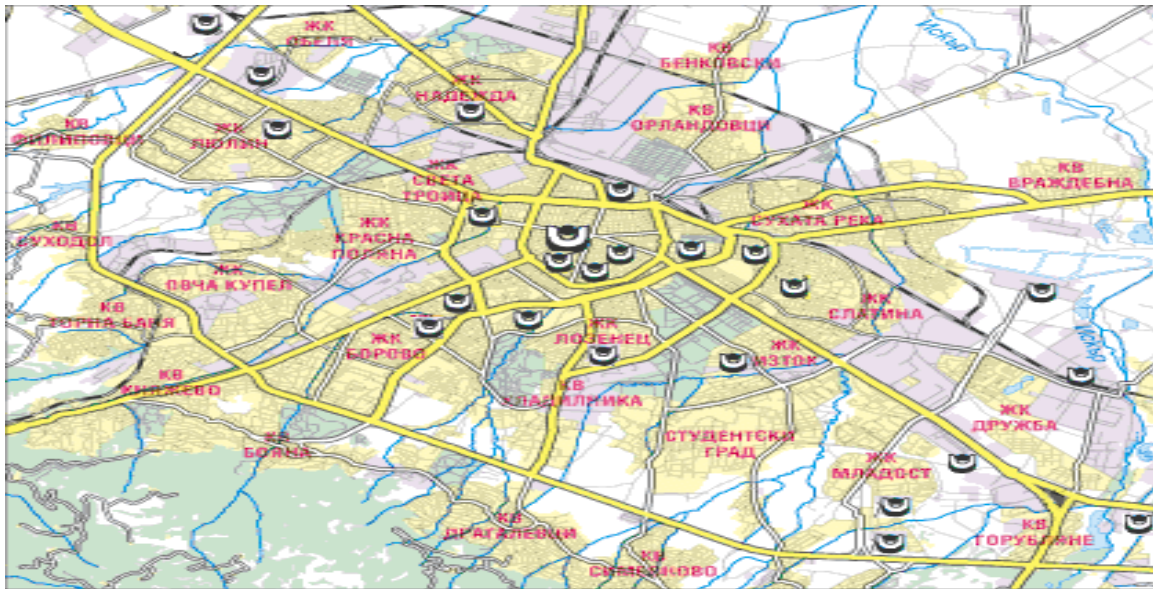 ЖК
ОБЕЛЯ
Искър
КВ
БЕНКОВСКИ
ЖК
НАДЕЖДА
КВ
ОРЛАНДОВЦИ
КВ
ФИЛИПОВЦИ
ЖК
ЛЮЛИН
ЖК
СВЕТА
ТРОИЦА
КВ
ВРАЖДЕБНА
ЖК
СУХАТА РЕКА
КВ
СУХОДОЛ
ЖК
КРАСНА
ПОЛЯНА
ЖК
ОВЧА КУПЕЛ
КВ
ГОРНА БАНЯ
ЖК
СЛАТИНА
Искър
ЖК
БОРОВО
ЖК
ЛОЗЕНЕЦ
ЖК
ИЗТОК
КВ
КНЯЖЕВО
КВ
ХЛАДИЛНИКА
ЖК
ДРУЖБА
КВ
БОЯНА
СТУДЕНТСКИ
ГРАД
ЖК
МЛАДОСТ
КВ
ДРАГАЛЕВЦИ
КВ
ГОРУБЛЯНЕ
КВ
СИМЕОНОВО